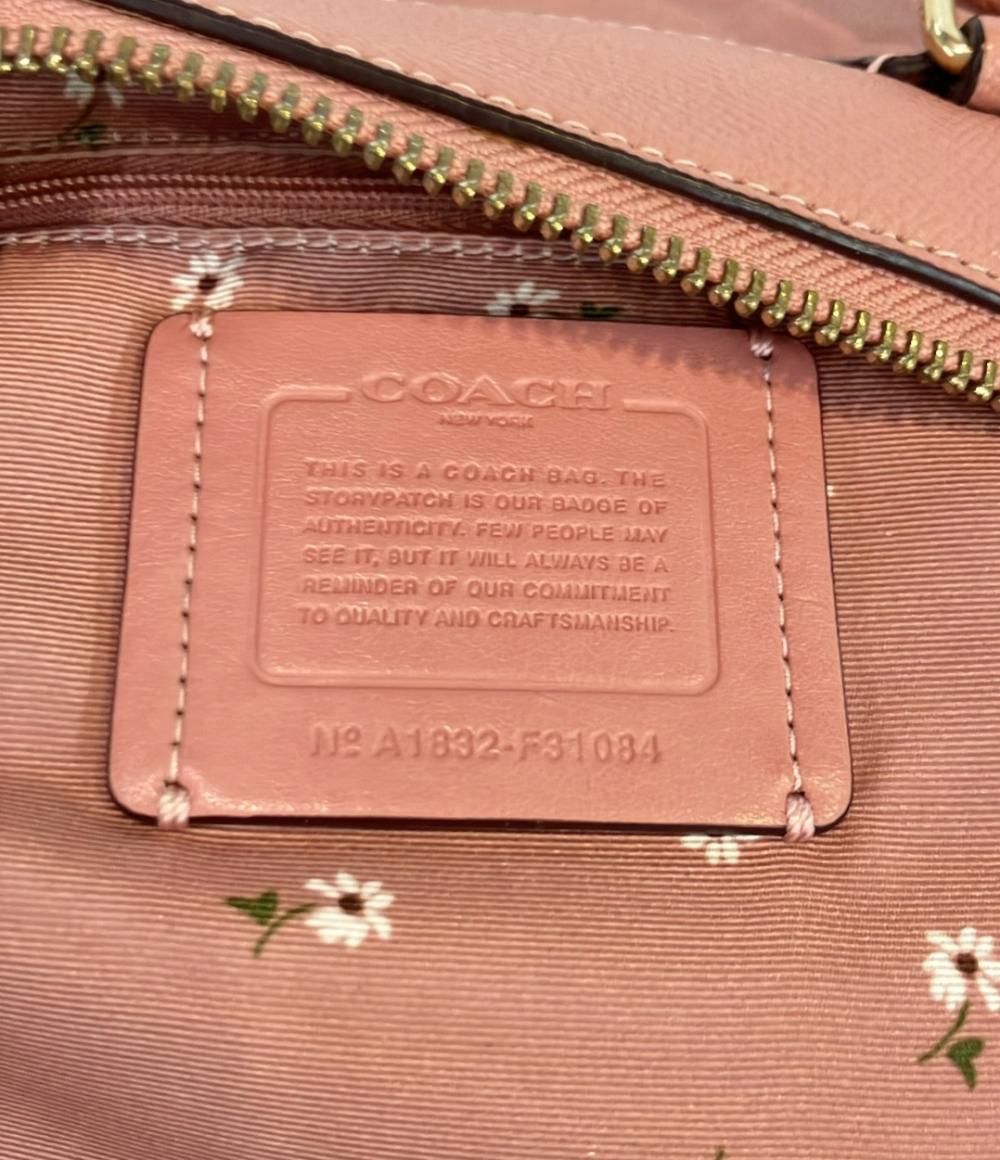 COACH
NEW YORK
THIS IS A COACH BAG. THE
STORYPATCH IS OUR BADGE OF
AUTHENTICITY. FEW PEOPLE MAY
SEE IT, BUT IT WILL ALWAYS BE A
REMINDER OF OUR COMMITMENT
TO QUALITY AND CRAFTSMANSHIP.
Nº A1832-F31084